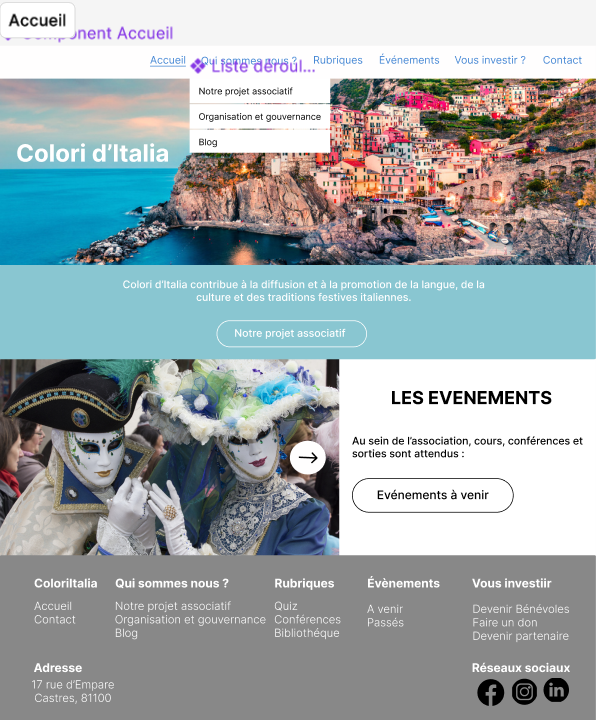 Accueil
Component Accueil
Accueil
Qui sommes nous ?
Rubriques
Événements
Vous investir ?
Contact
Liste déroul...
Notre projet associatif
Organisation et gouvernance
Blog
Colori d’Italia
Colori d’Italia contribue à la diffusion et à la promotion de la langue, de la
culture et des traditions festives italiennes.
Notre projet associatif
LES EVENEMENTS
Au sein de l’association, cours, conférences et
sorties sont attendus :
Evénements à venir
ColoriItalia
Accueil
Contact
Qui sommes nous ?
Notre projet associatif
Organisation et gouvernance
Blog
Rubriques
Quiz
Conférences
Bibliothéque
Évènements
A venir
Passés
Vous investiir
Devenir Bénévoles
Faire un don
Devenir partenaire
Adresse
17 rue d’Empare
Castres, 81100
Réseaux sociaux